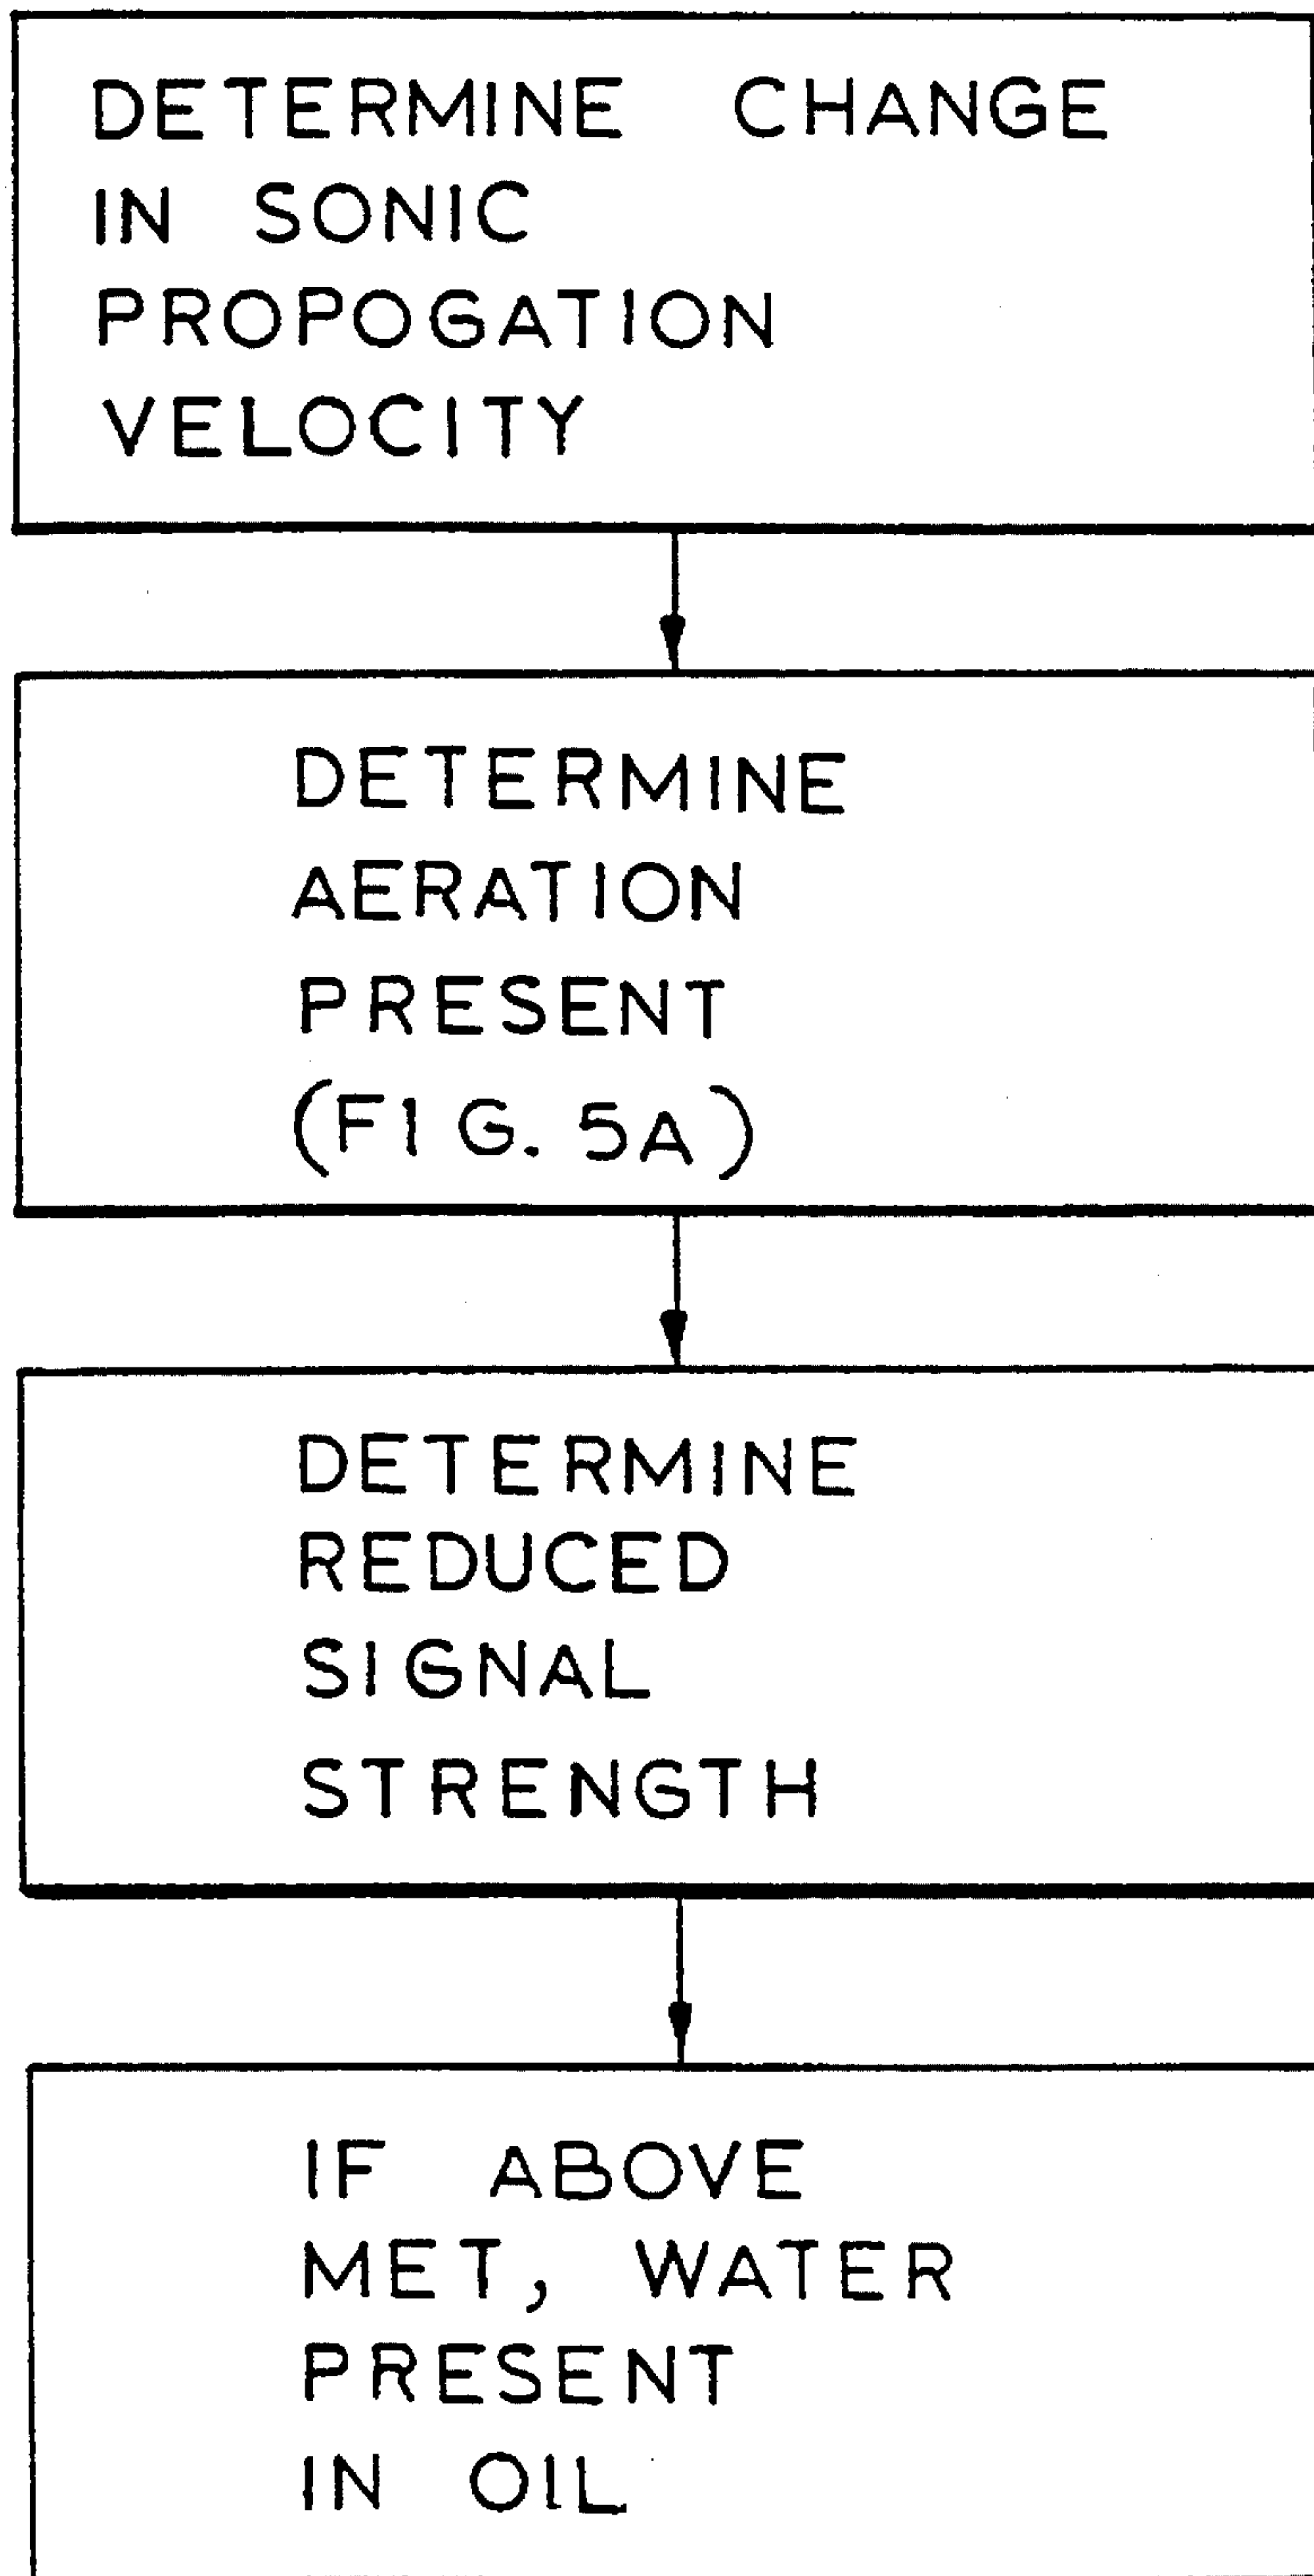 DETERMINE CHANGE
IN SONIC
PROPOGATION
VELOCITY
DETERMINE
AERATION
PRESENT
(FIG. 5A)
DETERMINE
REDUCED
SIGNAL
STRENGTH
IF ABOVE
MET, WATER
PRESENT
IN OIL